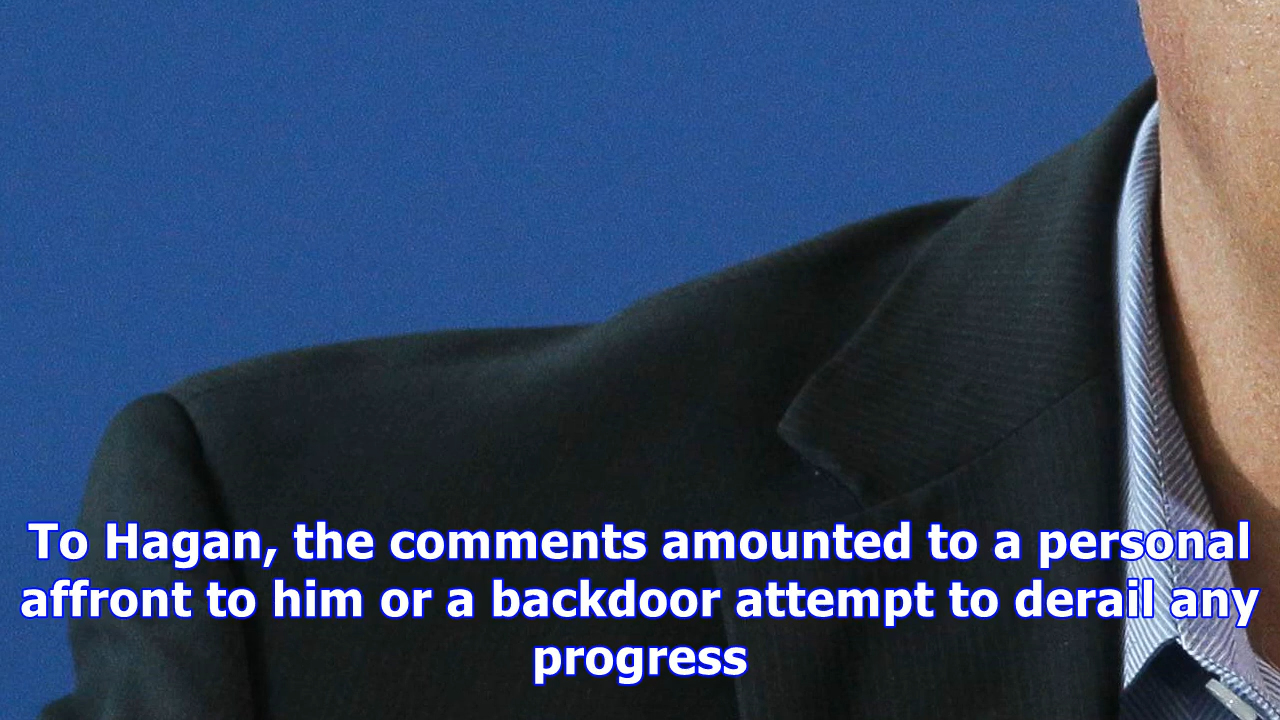 To Hagan, the comments amounted to a personal
affront to him or a backdoor attempt to derail any
progress